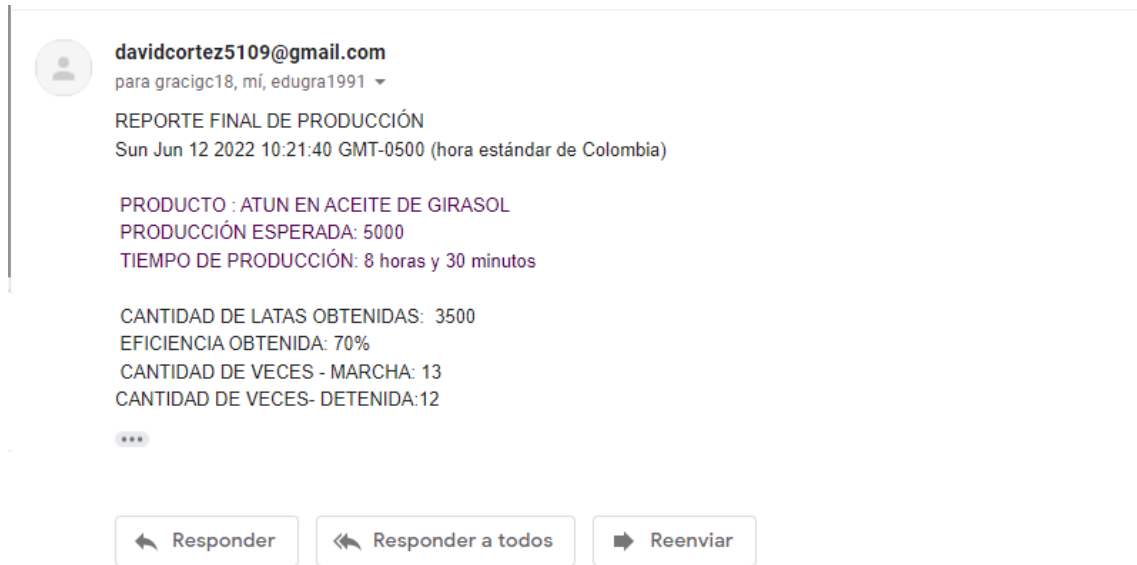 davidcortez5109@gmail.com
para gracigc18, mí, edugra1991
REPORTE FINAL DE PRODUCCIÓN
Sun Jun 12 2022 10:21:40 GMT-0500 (hora estándar de Colombia)
PRODUCTO : ATUN EN ACEITE DE GIRASOL
PRODUCCIÓN ESPERADA: 5000
TIEMPO DE PRODUCCIÓN: 8 horas y 30 minutos
CANTIDAD DE LATAS OBTENIDAS: 3500
EFICIENCIA OBTENIDA: 70%
CANTIDAD DE VECES - MARCHA: 13
CANTIDAD DE VECES- DETENIDA:12
Responder Responder a todos Reenviar